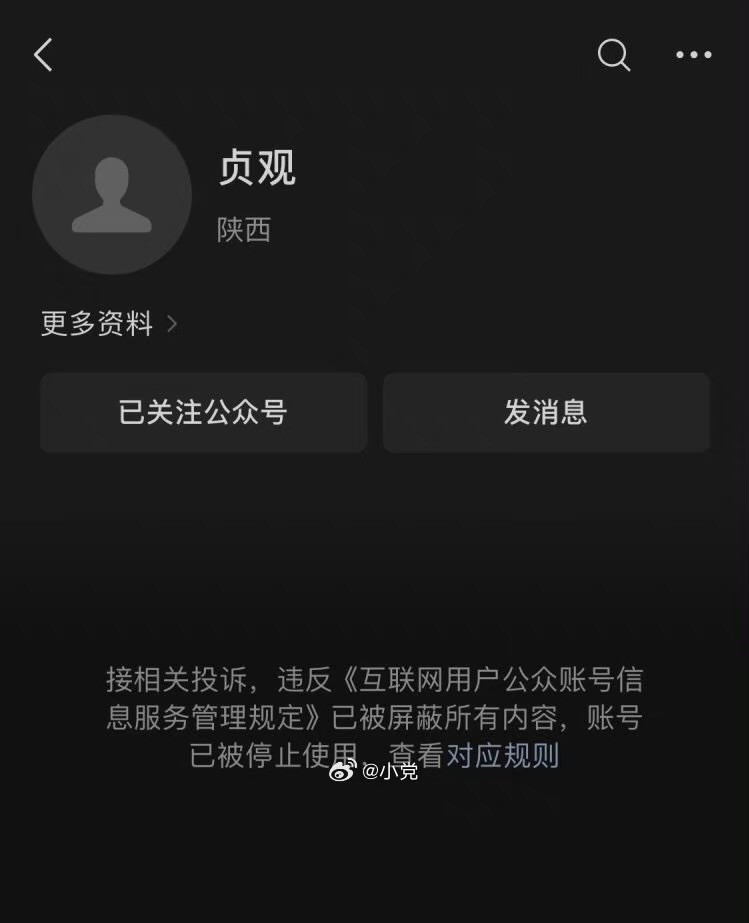 贞观
陕西
更多资料
已关注公众号
发消息
接相关投诉，违反《互联网用户公众账号信
息服务管理规定》已被屏蔽所有内容，账号
已被停止使用，查看对应规则
@小党